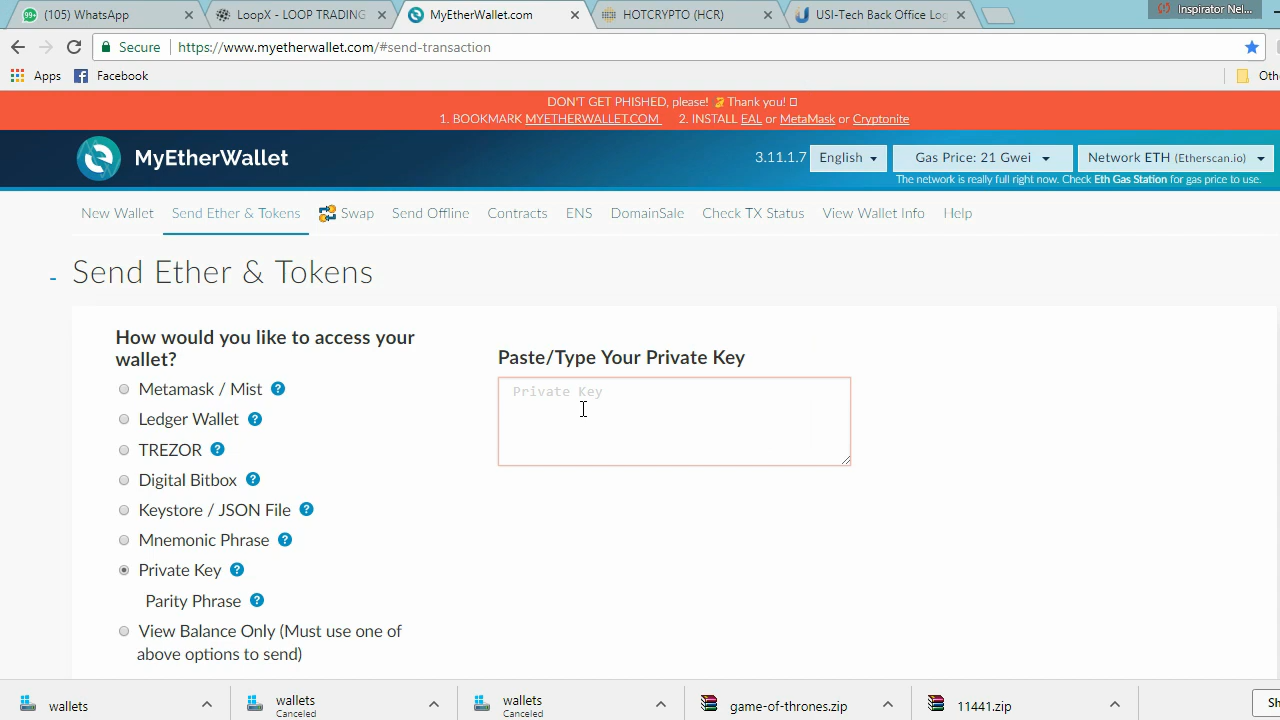 (105) WhatsApp
LoopX - LOOP TRADING
MyEtherWallet.com
HOTCRYPTO (HCR)
USI-Tech Back Office Log
Inspirator Nel...
Secure
https://www.myetherwallet.com/#send-transaction
Apps
Facebook
Othe
DON'T GET PHISHED, please! Thank you!
1. BOOKMARK MYETHERWALLET.COM 2. INSTALL EAL or MetaMask or Cryptonite
MyEtherWallet
3.11.1.7
English
Gas Price: 21 Gwei
Network ETH (Etherscan.io)
The network is really full right now. Check Eth Gas Station for gas price to use.
New Wallet
Send Ether & Tokens
Swap
Send Offline
Contracts
ENS
DomainSale
Check TX Status
View Wallet Info
Help
- Send Ether & Tokens
How would you like to access your
wallet?
Metamask / Mist ?
Ledger Wallet ?
TREZOR ?
Digital Bitbox ?
Keystore / JSON File ?
Mnemonic Phrase ?
Private Key ?
Parity Phrase ?
View Balance Only (Must use one of
above options to send)
Paste/Type Your Private Key
Private Key
wallets
wallets
Canceled
wallets
Canceled
game-of-thrones.zip
11441.zip
Sh